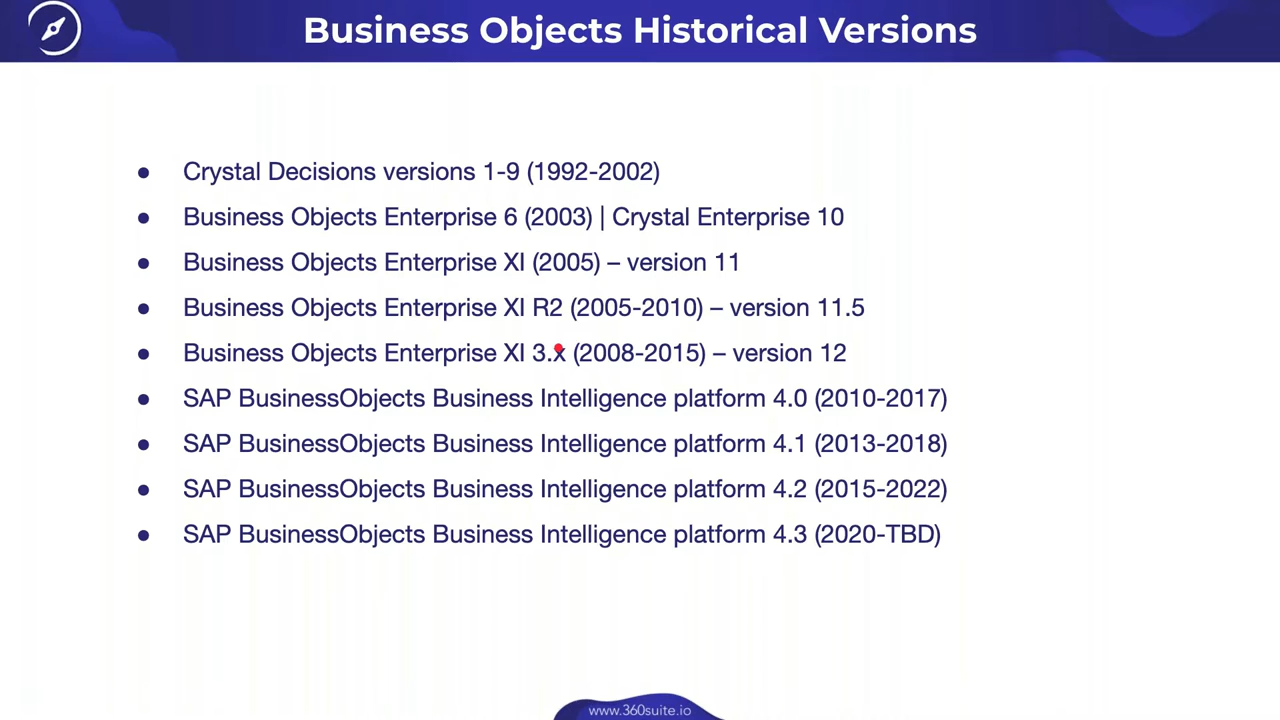 Business Objects Historical Versions
● Crystal Decisions versions 1-9 (1992-2002)
● Business Objects Enterprise 6 (2003) | Crystal Enterprise 10
● Business Objects Enterprise XI (2005) – version 11
● Business Objects Enterprise XI R2 (2005-2010) – version 11.5
● Business Objects Enterprise XI 3.x (2008-2015) – version 12
● SAP BusinessObjects Business Intelligence platform 4.0 (2010-2017)
● SAP BusinessObjects Business Intelligence platform 4.1 (2013-2018)
● SAP BusinessObjects Business Intelligence platform 4.2 (2015-2022)
● SAP BusinessObjects Business Intelligence platform 4.3 (2020-TBD)
www.360suite.io